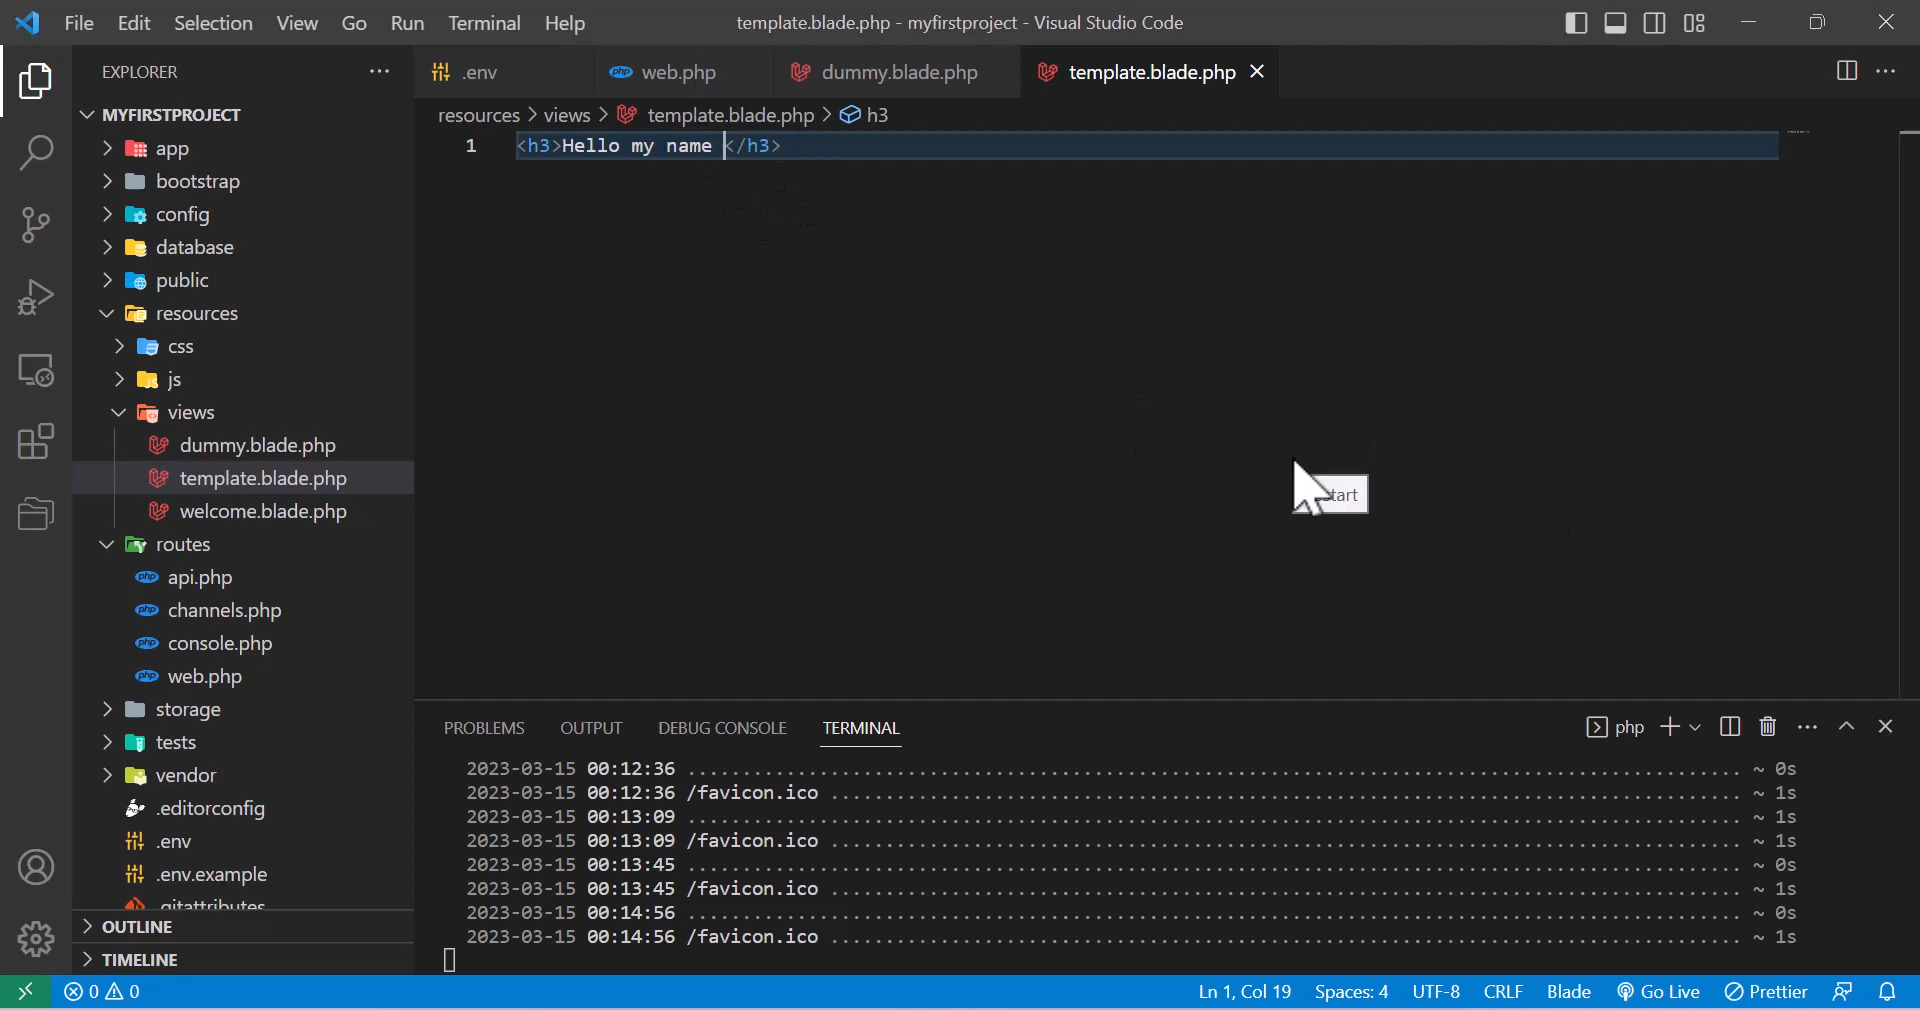 File Edit Selection View Go Run Terminal Help template.blade.php - myfirstproject - Visual Studio Code
EXPLORER
.env web.php dummy.blade.php template.blade.php
MYFIRSTPROJECT
resources > views > template.blade.php > h3
1 <h3>Hello my name </h3>
app
bootstrap
config
database
public
resources
css
js
views
dummy.blade.php
template.blade.php
welcome.blade.php
routes
api.php
channels.php
console.php
web.php
storage
tests
vendor
.editorconfig
.env
.env.example
.gitattributes
OUTLINE
TIMELINE
PROBLEMS OUTPUT DEBUG CONSOLE TERMINAL php
2023-03-15 00:12:36 ........................................ ~ 0s
2023-03-15 00:12:36 /favicon.ico ........................................ ~ 1s
2023-03-15 00:13:09 ........................................ ~ 1s
2023-03-15 00:13:09 /favicon.ico ........................................ ~ 1s
2023-03-15 00:13:45 ........................................ ~ 0s
2023-03-15 00:13:45 /favicon.ico ........................................ ~ 1s
2023-03-15 00:14:56 ........................................ ~ 0s
2023-03-15 00:14:56 /favicon.ico ........................................ ~ 1s
0 0 Ln 1, Col 19 Spaces: 4 UTF-8 CRLF Blade Go Live Prettier